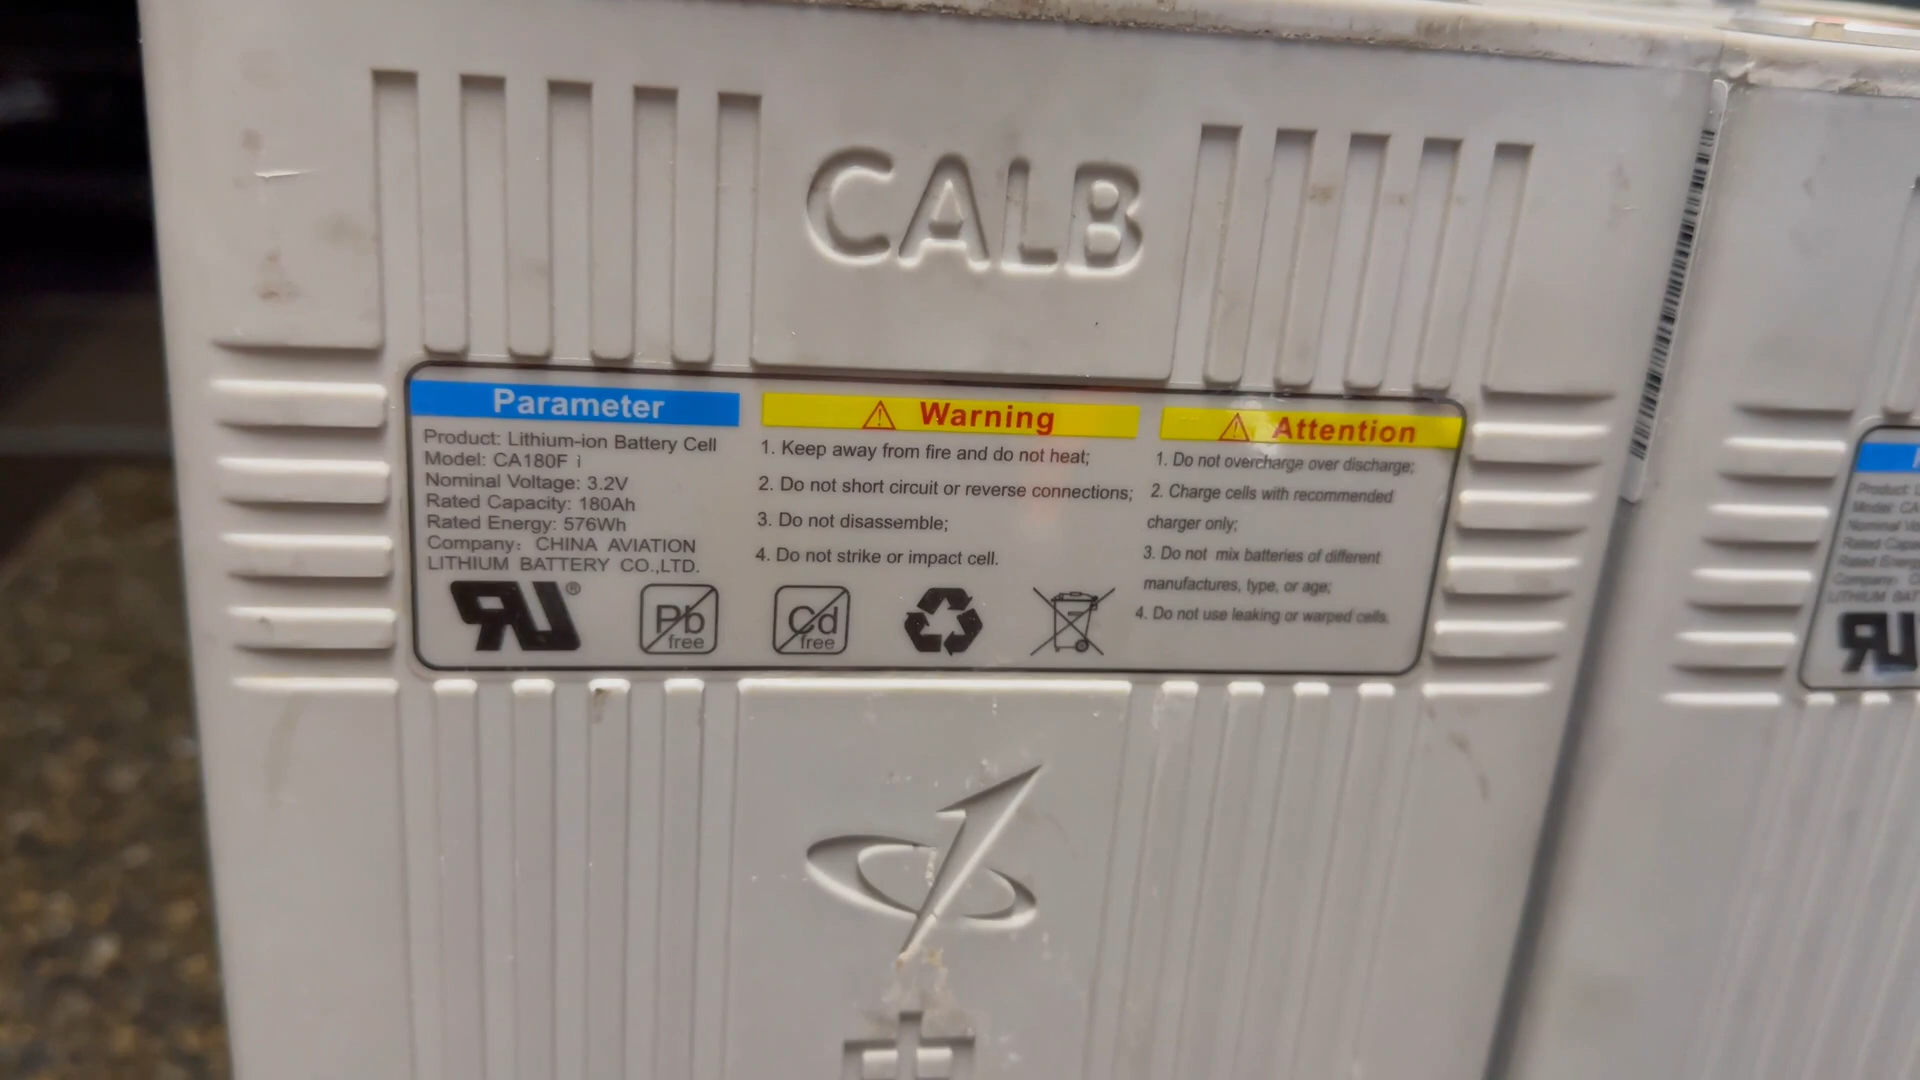 CALB
Parameter
Product: Lithium-ion Battery Cell
Model: CA180F i
Nominal Voltage: 3.2V
Rated Capacity: 180Ah
Rated Energy: 576Wh
Company: CHINA AVIATION
LITHIUM BATTERY CO.,LTD.
Pb
free
Cd
free
Warning
1. Keep away from fire and do not heat;
2. Do not short circuit or reverse connections;
3. Do not disassemble;
4. Do not strike or impact cell.
Attention
1. Do not overcharge over discharge;
2. Charge cells with recommended
charger only;
3. Do not mix batteries of different
manufactures, type, or age;
4. Do not use leaking or warped cells.